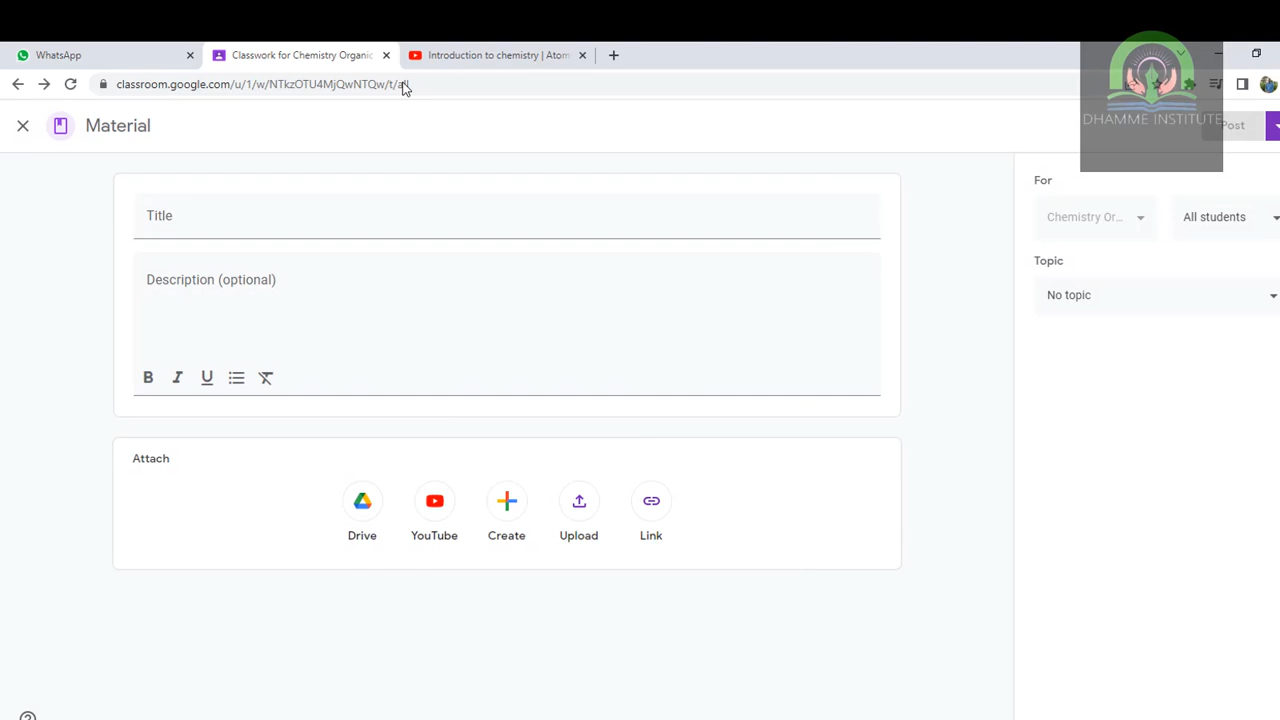 WhatsApp
Classwork for Chemistry Organic
Introduction to chemistry | Atom
classroom.google.com/u/1/w/NTkzOTU4MjQwNTQw/t/all
Material
DHAMME INSTITUTE
Post
For
Title
Chemistry Or...
All students
Topic
Description (optional)
No topic
B I U
Attach
Drive
YouTube
Create
Upload
Link